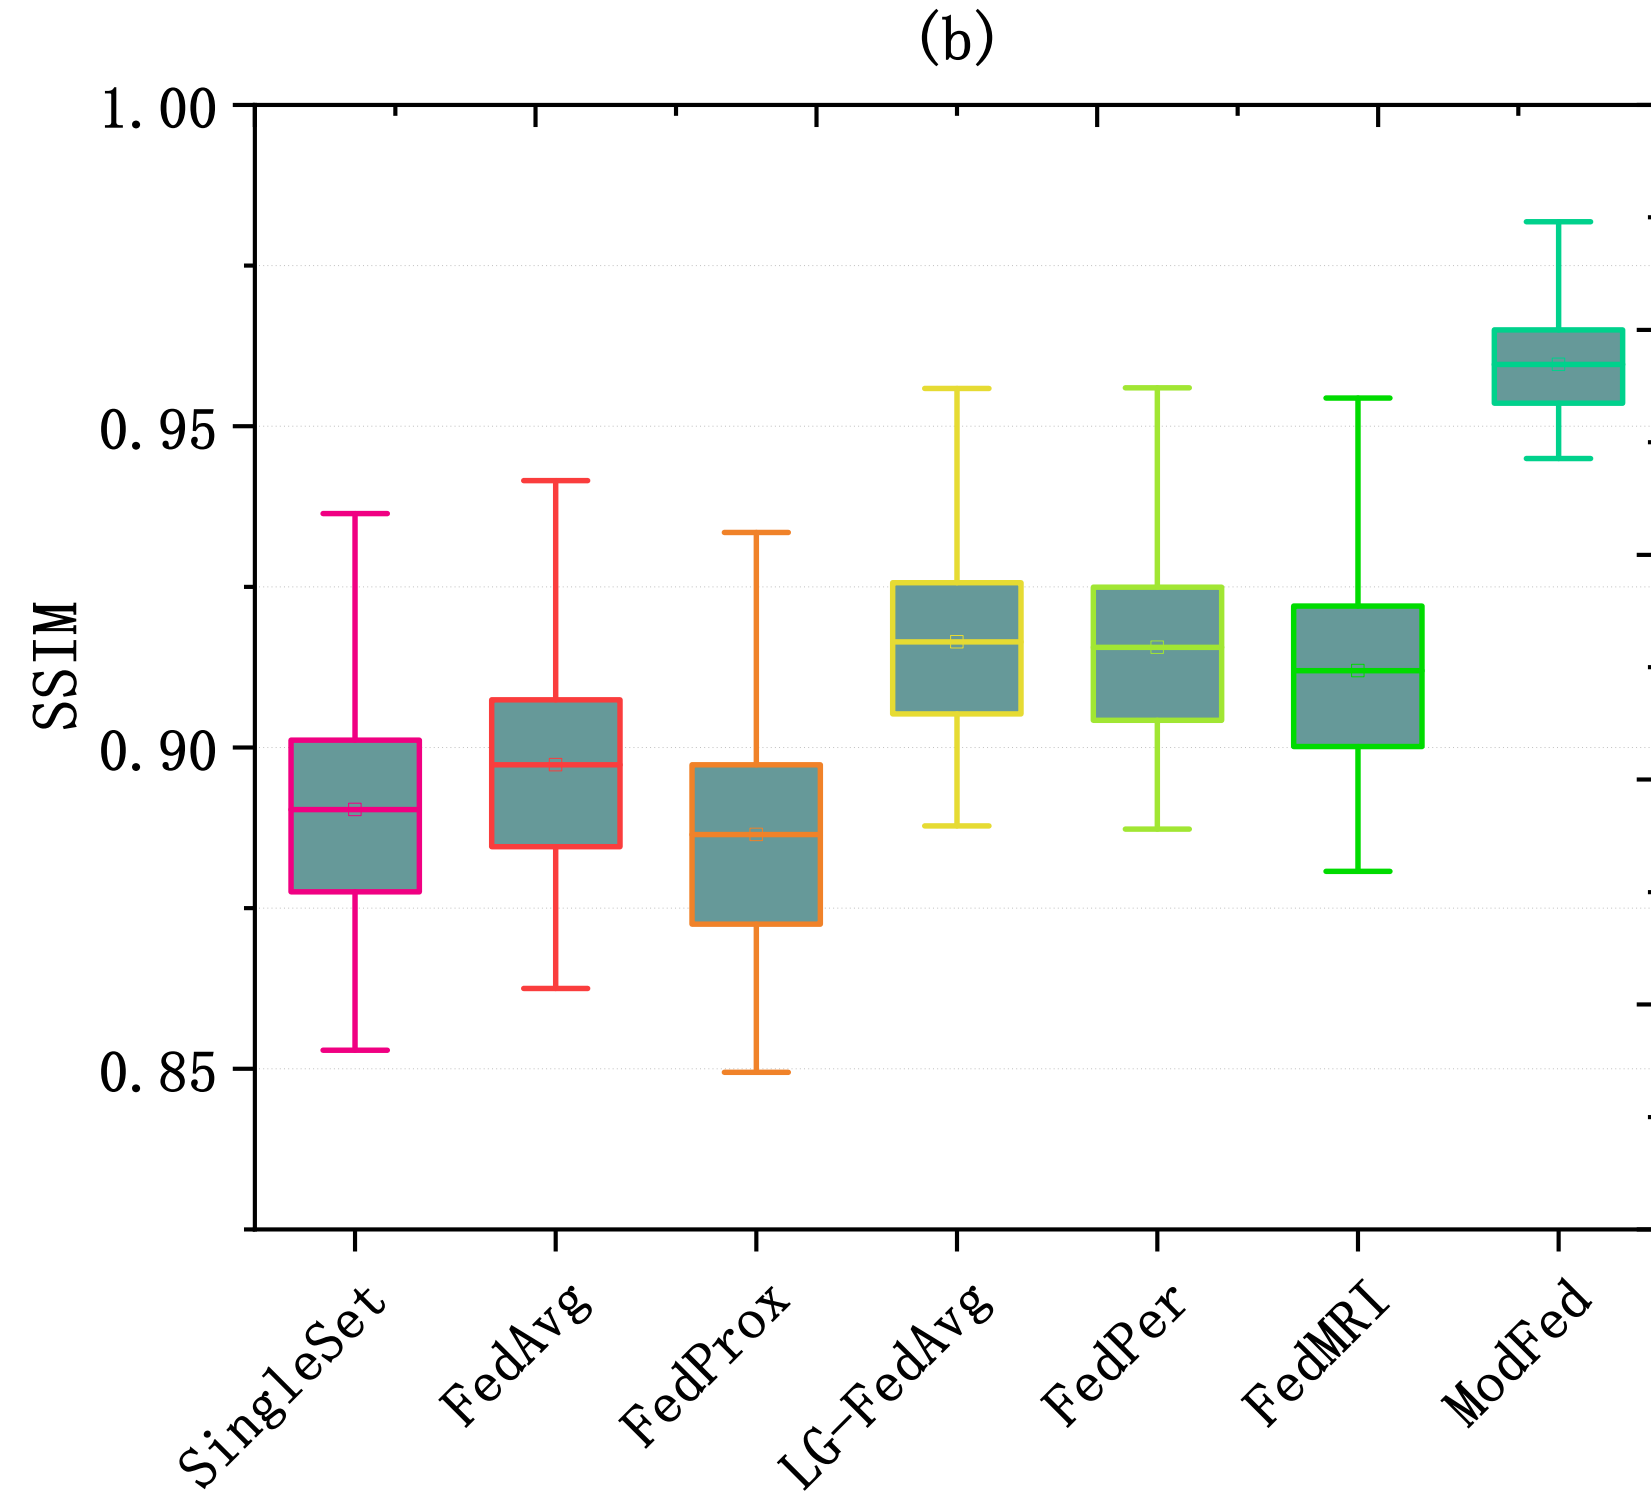 (b)
1.00
0.95
0.90
0.85
SSIM
SingleSet
FedAvg
FedProx
LG-FedAvg
FedPer
FedMRI
ModFed